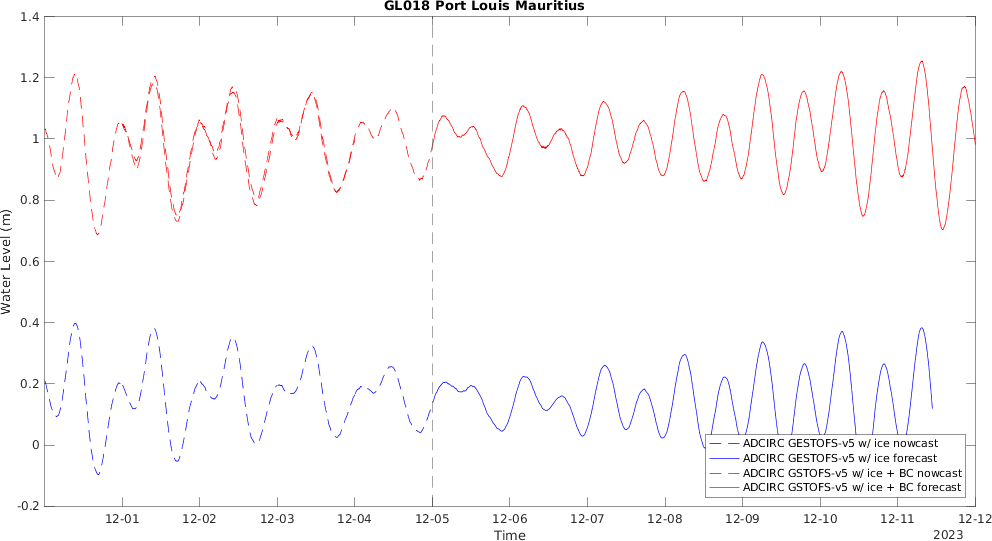 GL018 Port Louis Mauritius
1.4
1.2
1
0.8
0.6
0.4
0.2
0
-0.2
Water Level (m)
ADCIRC GESTOFS-v5 w/ ice nowcast
ADCIRC GESTOFS-v5 w/ ice forecast
ADCIRC GSTOFS-v5 w/ ice + BC nowcast
ADCIRC GSTOFS-v5 w/ ice + BC forecast
12-01 12-02 12-03 12-04 12-05 12-06 12-07 12-08 12-09 12-10 12-11 12-12
Time
2023